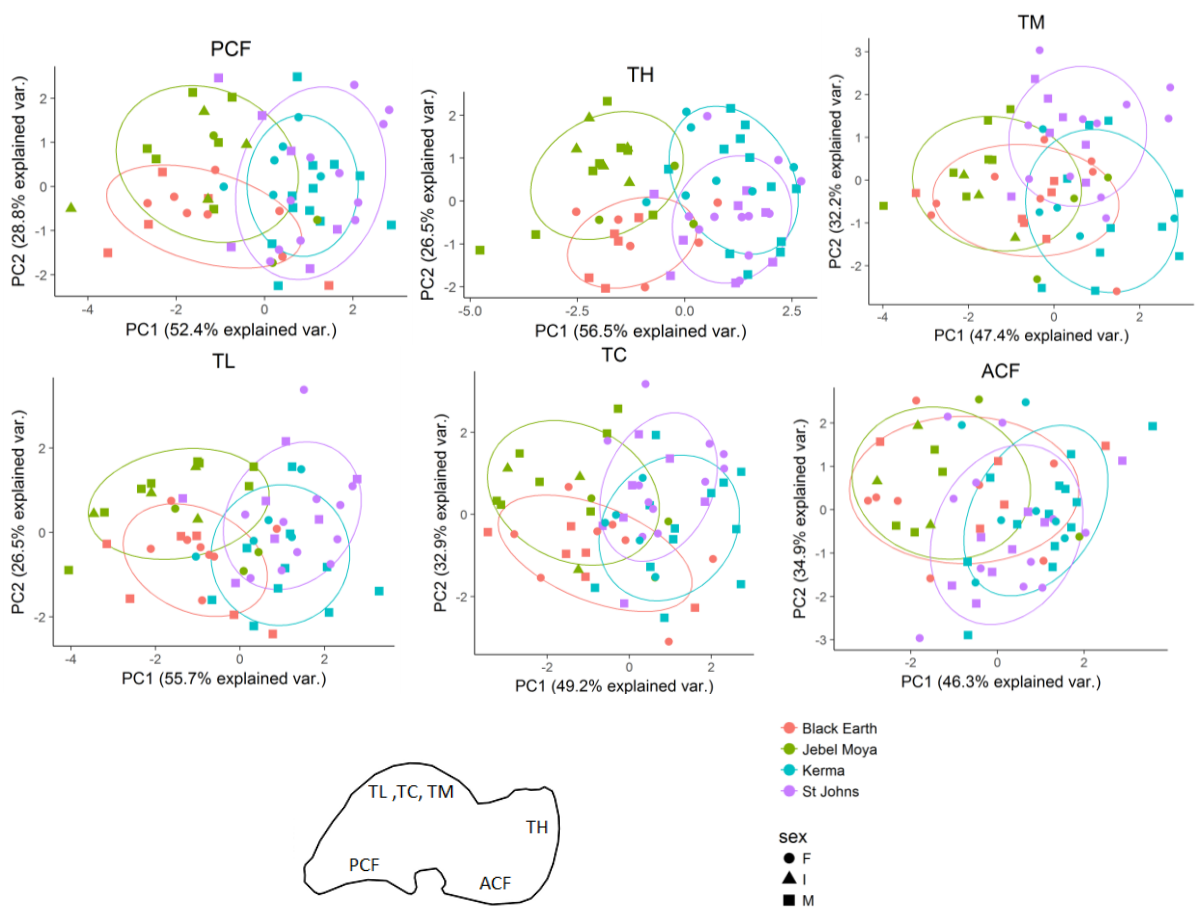 PCF
PC2 (28.8% explained var.)
2
1
0
-1
-2
-4
-2
0
2
PC1 (52.4% explained var.)
TH
PC2 (26.5% explained var.)
2
1
0
-1
-2
-5.0
-2.5
0.0
2.5
PC1 (56.5% explained var.)
TM
PC2 (32.2% explained var.)
3
2
1
0
-1
-2
-4
-2
0
2
PC1 (47.4% explained var.)
TL
PC2 (26.5% explained var.)
2
0
-2
-4
-2
0
2
PC1 (55.7% explained var.)
TC
PC2 (32.9% explained var.)
2
0
-2
-2
0
2
PC1 (49.2% explained var.)
ACF
PC2 (34.9% explained var.)
2
1
0
-1
-2
-3
-2
0
2
PC1 (46.3% explained var.)
TL ,TC, TM
TH
PCF
ACF
Black Earth
Jebel Moya
Kerma
St Johns
sex
F
I
M